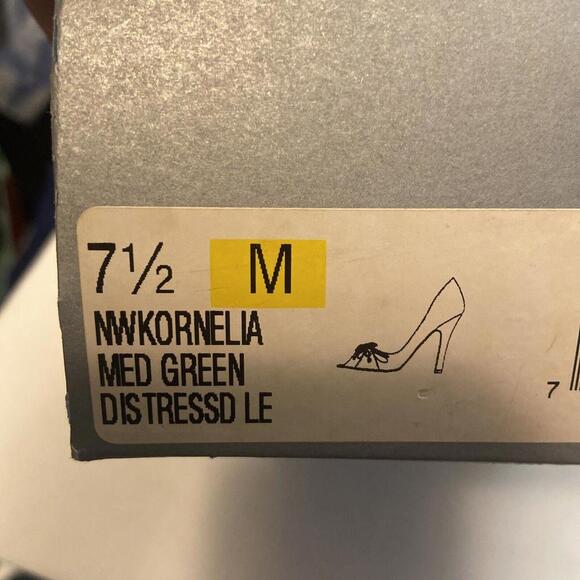 7½ M
NWKORNELIA
MED GREEN
DISTRESSD LE
7